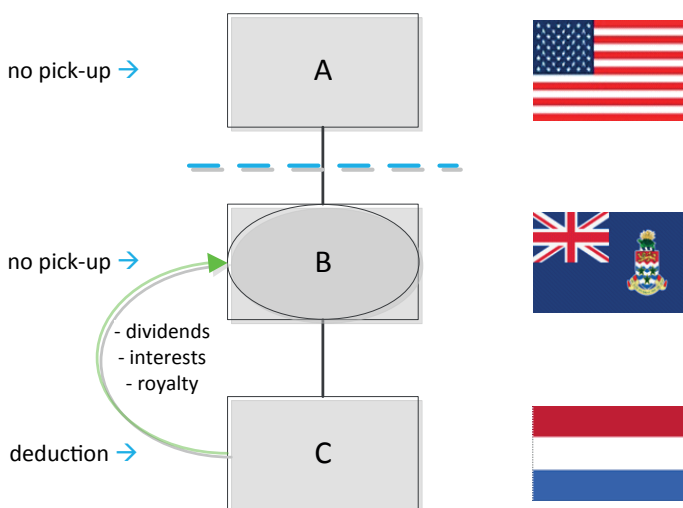 A
no pick-up →
B
no pick-up →
- dividends
- interests
- royalty
C
deduction →